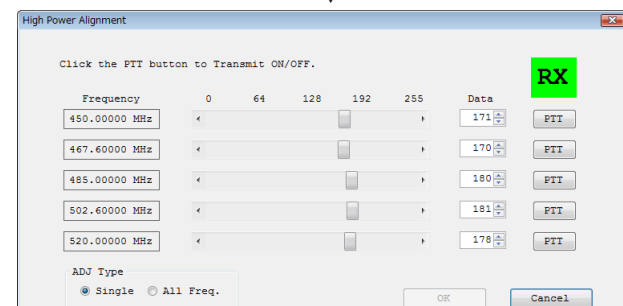 High Power Alignment
Click the PTT button to Transmit ON/OFF.
RX
Frequency 0 64 128 192 255 Data
450.00000 MHz 171 PTT
467.60000 MHz 170 PTT
485.00000 MHz 180 PTT
502.60000 MHz 181 PTT
520.00000 MHz 178 PTT
ADJ Type
Single All Freq.
OK Cancel